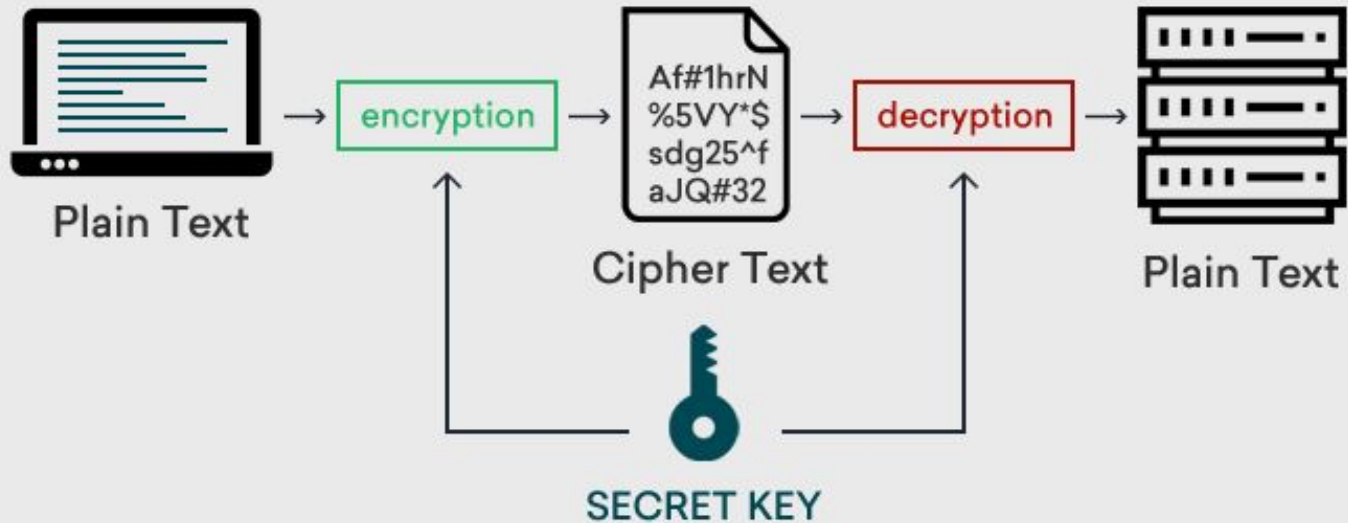 Plain Text
encryption
Af#1hrN
%5VY*$
sdg25^f
aJQ#32
Cipher Text
decryption
Plain Text
SECRET KEY